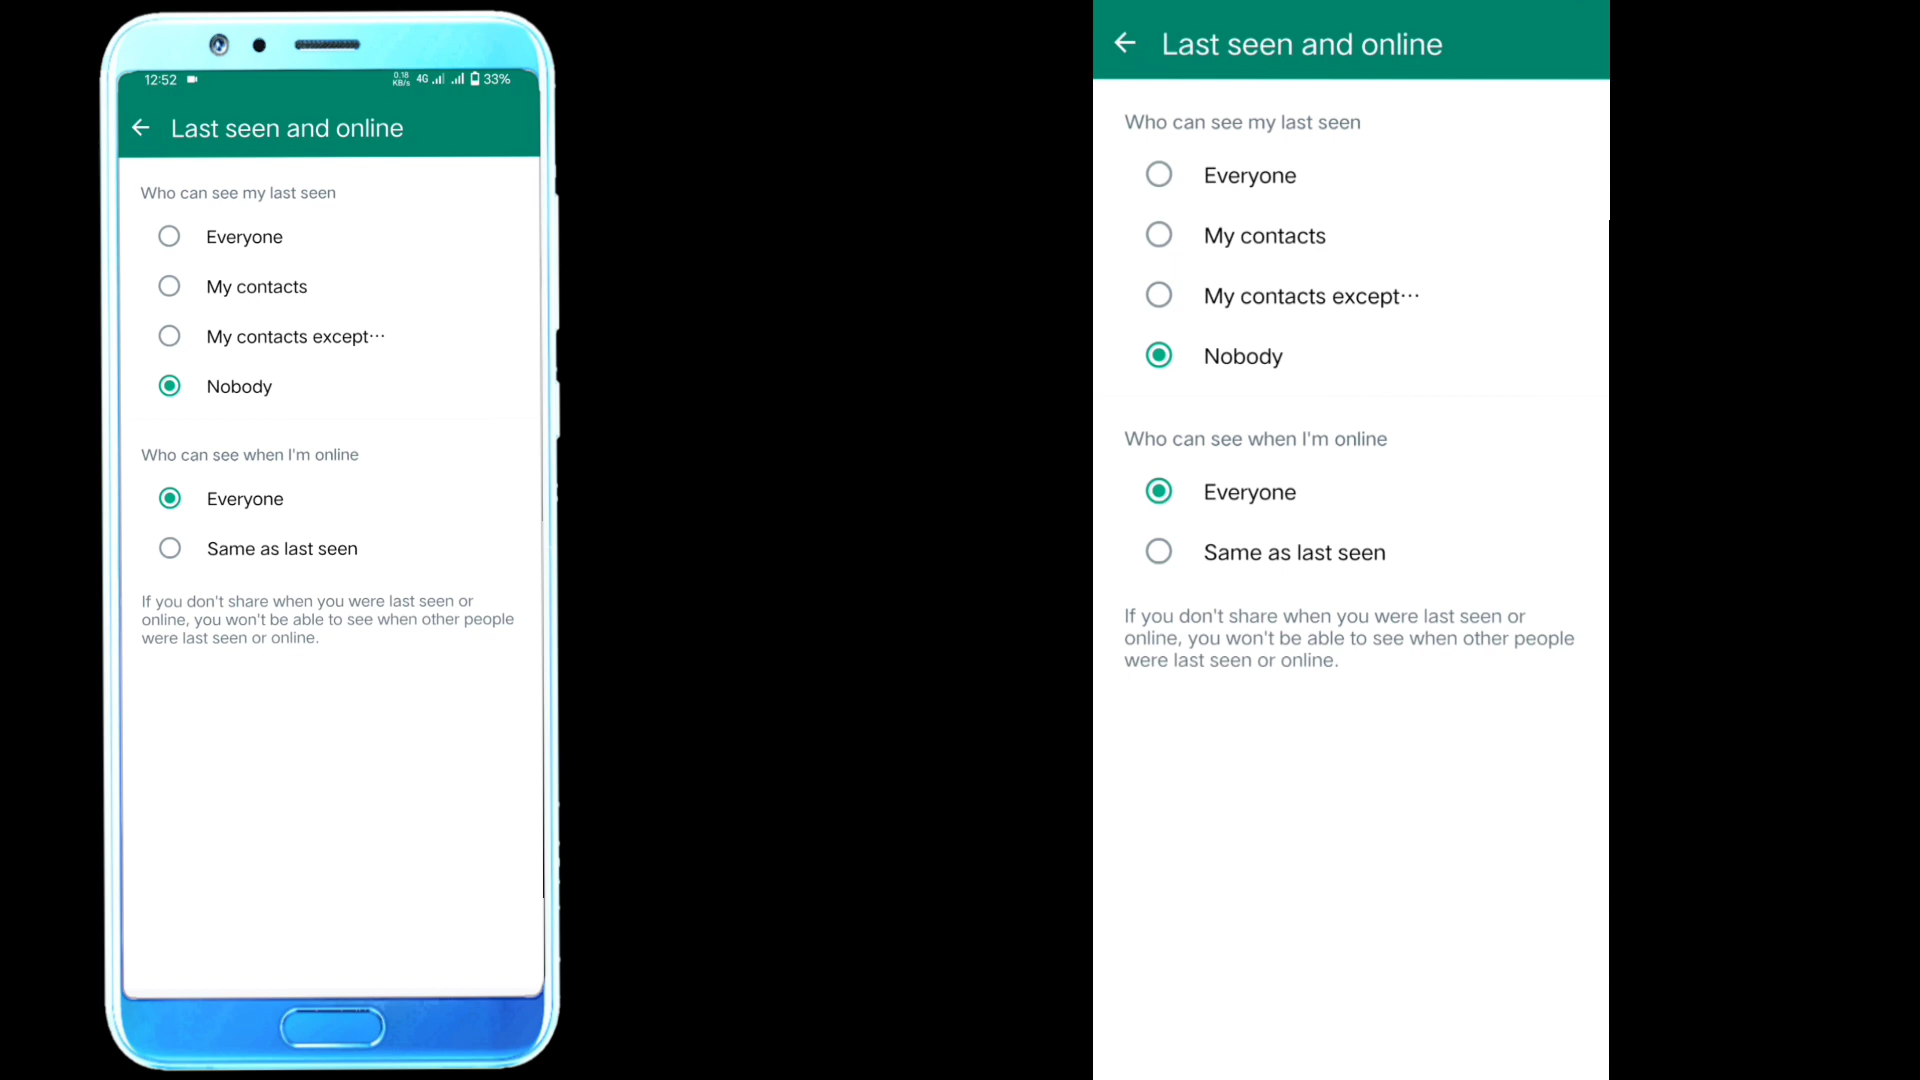 12:52 0.18 KB/s 4G 33%
Last seen and online
Who can see my last seen
Everyone
My contacts
My contacts except···
Nobody
Who can see when I'm online
Everyone
Same as last seen
If you don't share when you were last seen or
online, you won't be able to see when other people
were last seen or online.
Last seen and online
Who can see my last seen
Everyone
My contacts
My contacts except···
Nobody
Who can see when I'm online
Everyone
Same as last seen
If you don't share when you were last seen or
online, you won't be able to see when other people
were last seen or online.